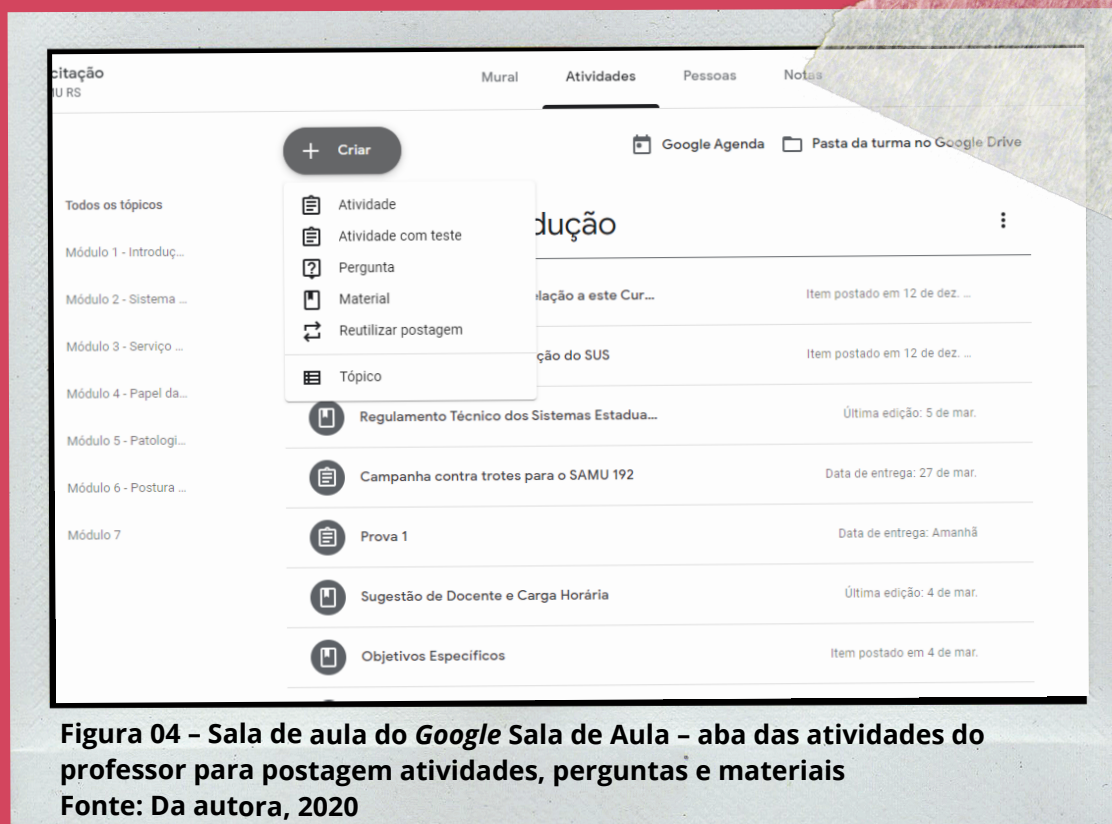 citação
IU RS
Mural Atividades Pessoas Notas
Criar
Google Agenda Pasta da turma no Google Drive
Todos os tópicos
Módulo 1 - Introduç...
Módulo 2 - Sistema ...
Módulo 3 - Serviço ...
Módulo 4 - Papel da...
Módulo 5 - Patologi...
Módulo 6 - Postura ...
Módulo 7
Atividade
Atividade com teste
Pergunta
Material
Reutilizar postagem
Tópico
dução
elação a este Cur... Item postado em 12 de dez. ...
ção do SUS Item postado em 12 de dez. ...
Regulamento Técnico dos Sistemas Estadua... Última edição: 5 de mar.
Campanha contra trotes para o SAMU 192 Data de entrega: 27 de mar.
Prova 1 Data de entrega: Amanhã
Sugestão de Docente e Carga Horária Última edição: 4 de mar.
Objetivos Específicos Item postado em 4 de mar.
Figura 04 – Sala de aula do Google Sala de Aula – aba das atividades do
professor para postagem atividades, perguntas e materiais
Fonte: Da autora, 2020